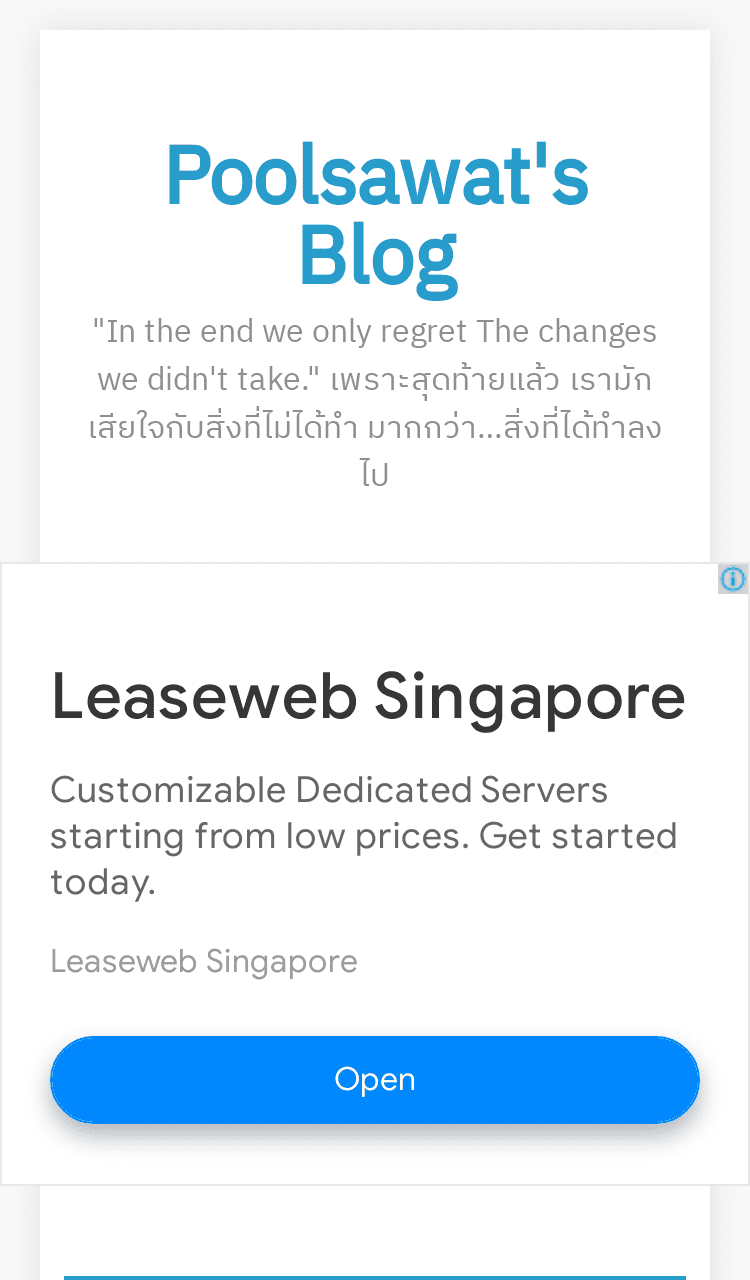 Poolsawat's
Blog
"In the end we only regret The changes
we didn't take." เพราะสุดท้ายแล้ว เรามัก
เสียใจกับสิ่งที่ไม่ได้ทำ มากกว่า...สิ่งที่ได้ทำลง
ไป
Leaseweb Singapore
Customizable Dedicated Servers
starting from low prices. Get started
today.
Leaseweb Singapore
Open